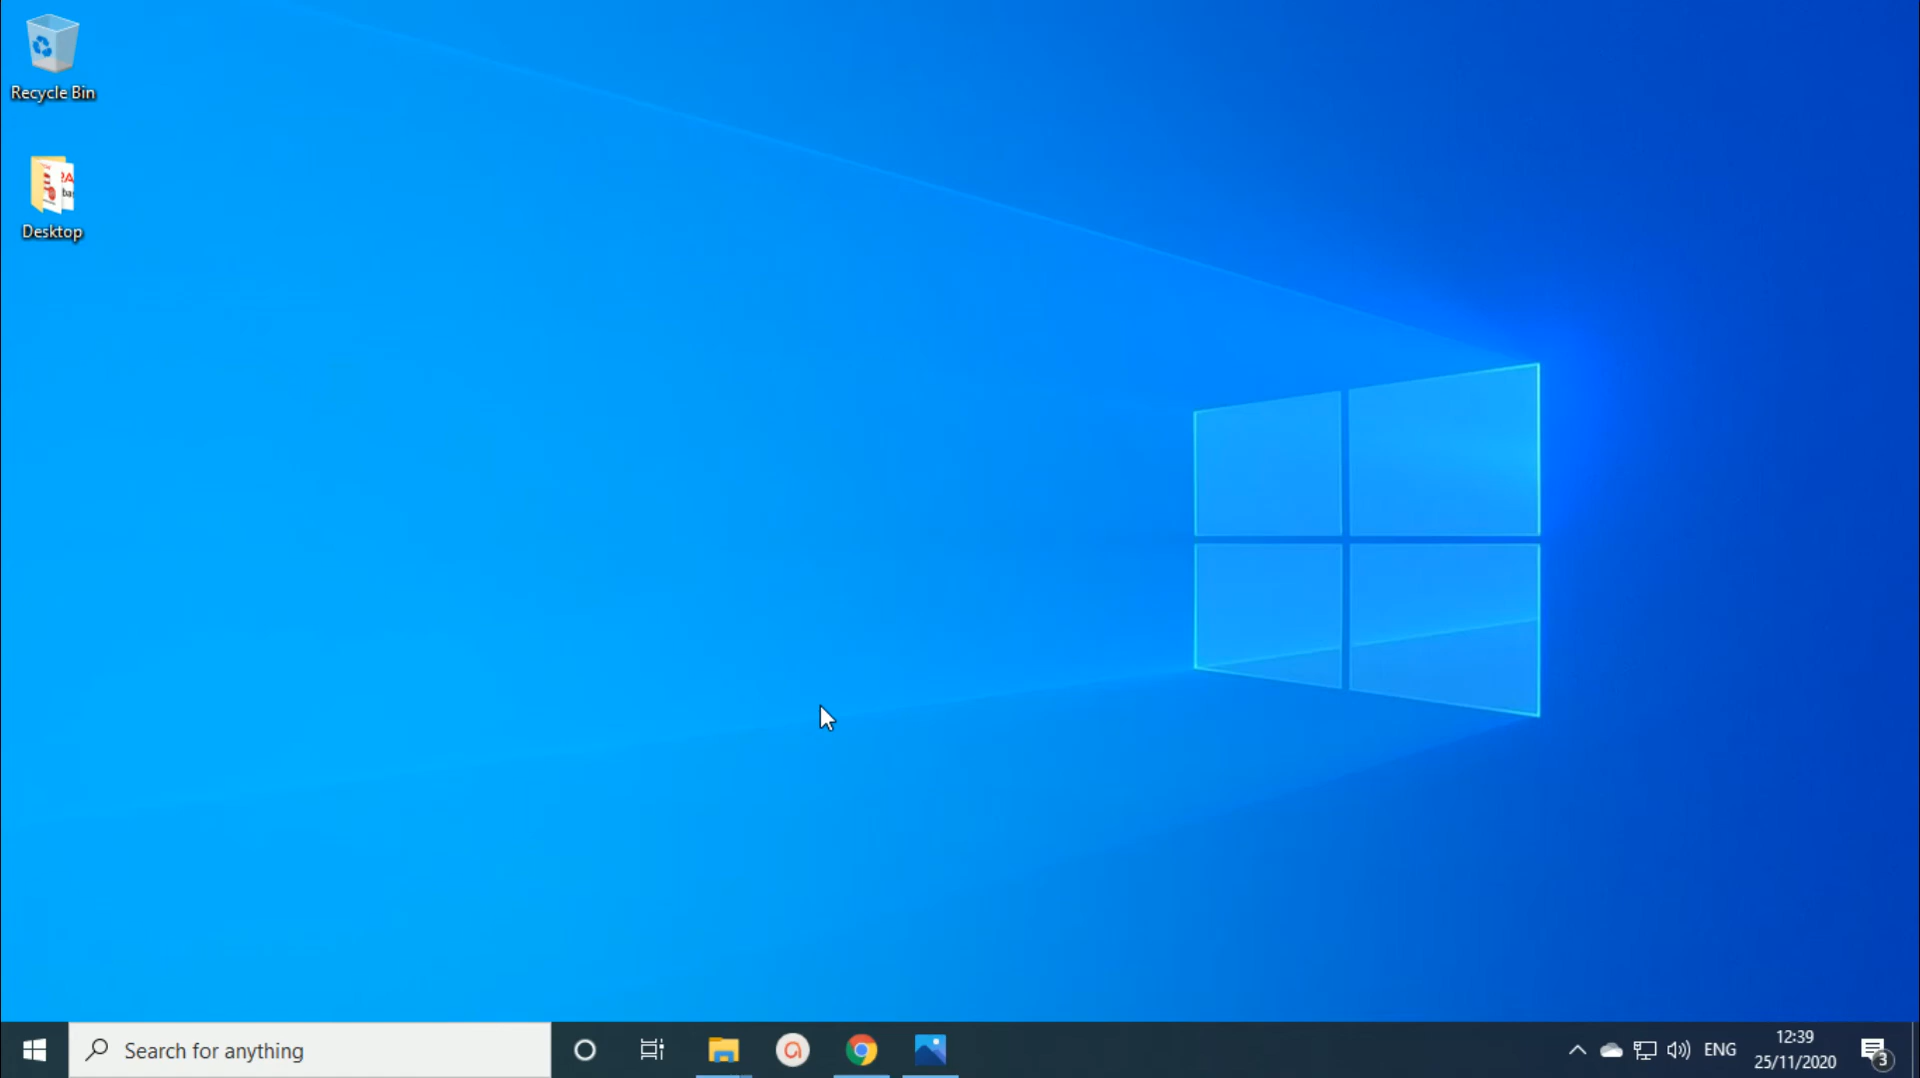 Recycle Bin
Desktop
Search for anything
ENG
12:39
25/11/2020
3